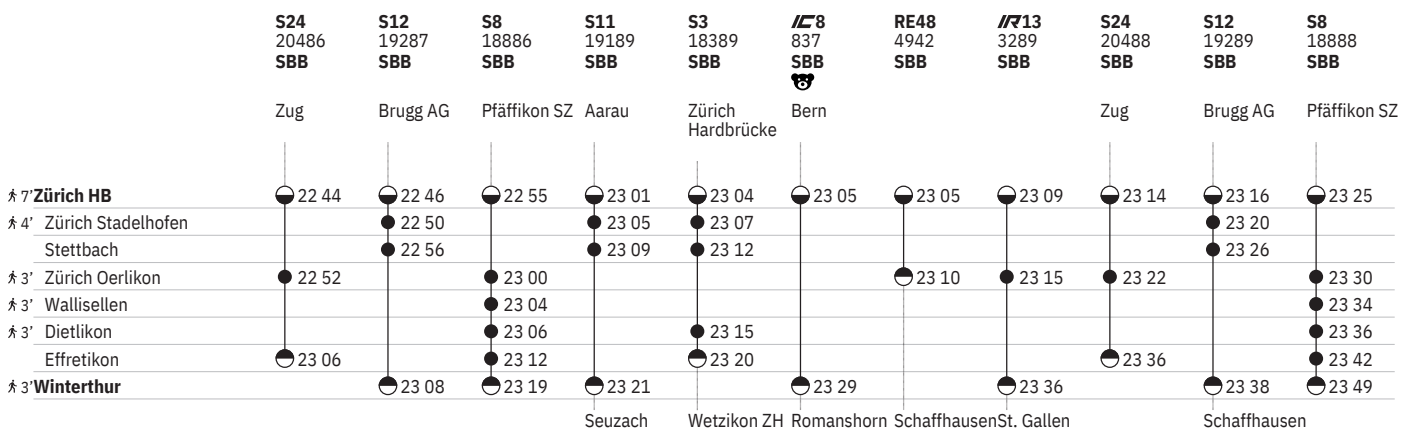 S24 S12 S8 S11 S3 IC8 RE48 IR13 S24 S12 S8
20486 19287 18886 19189 18389 837 4942 3289 20488 19289 18888
SBB SBB SBB SBB SBB SBB SBB SBB SBB SBB SBB
Zug Brugg AG Pfäffikon SZ Aarau Zürich Bern Zug Brugg AG Pfäffikon SZ
Hardbrücke
7’ Zürich HB 22 44 22 46 22 55 23 01 23 04 23 05 23 05 23 09 23 14 23 16 23 25
4’ Zürich Stadelhofen 22 50 23 05 23 07 23 20
Stettbach 22 56 23 09 23 12 23 26
3’ Zürich Oerlikon 22 52 23 00 23 10 23 15 23 22 23 30
3’ Wallisellen 23 04 23 34
3’ Dietlikon 23 06 23 15 23 36
Effretikon 23 06 23 12 23 20 23 36 23 42
3’ Winterthur 23 08 23 19 23 21 23 29 23 36 23 38 23 49
Seuzach Wetzikon ZH Romanshorn Schaffhausen St. Gallen Schaffhausen